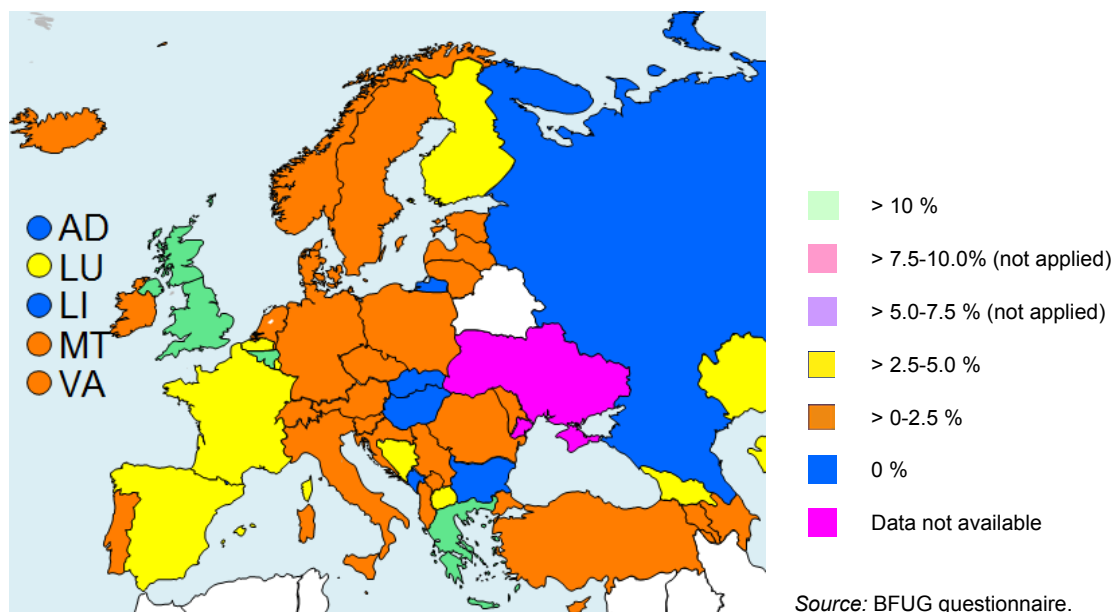 AD
LU
LI
MT
VA
> 10 %
> 7.5-10.0% (not applied)
> 5.0-7.5 % (not applied)
> 2.5-5.0 %
> 0-2.5 %
0 %
Data not available
Source: BFUG questionnaire.